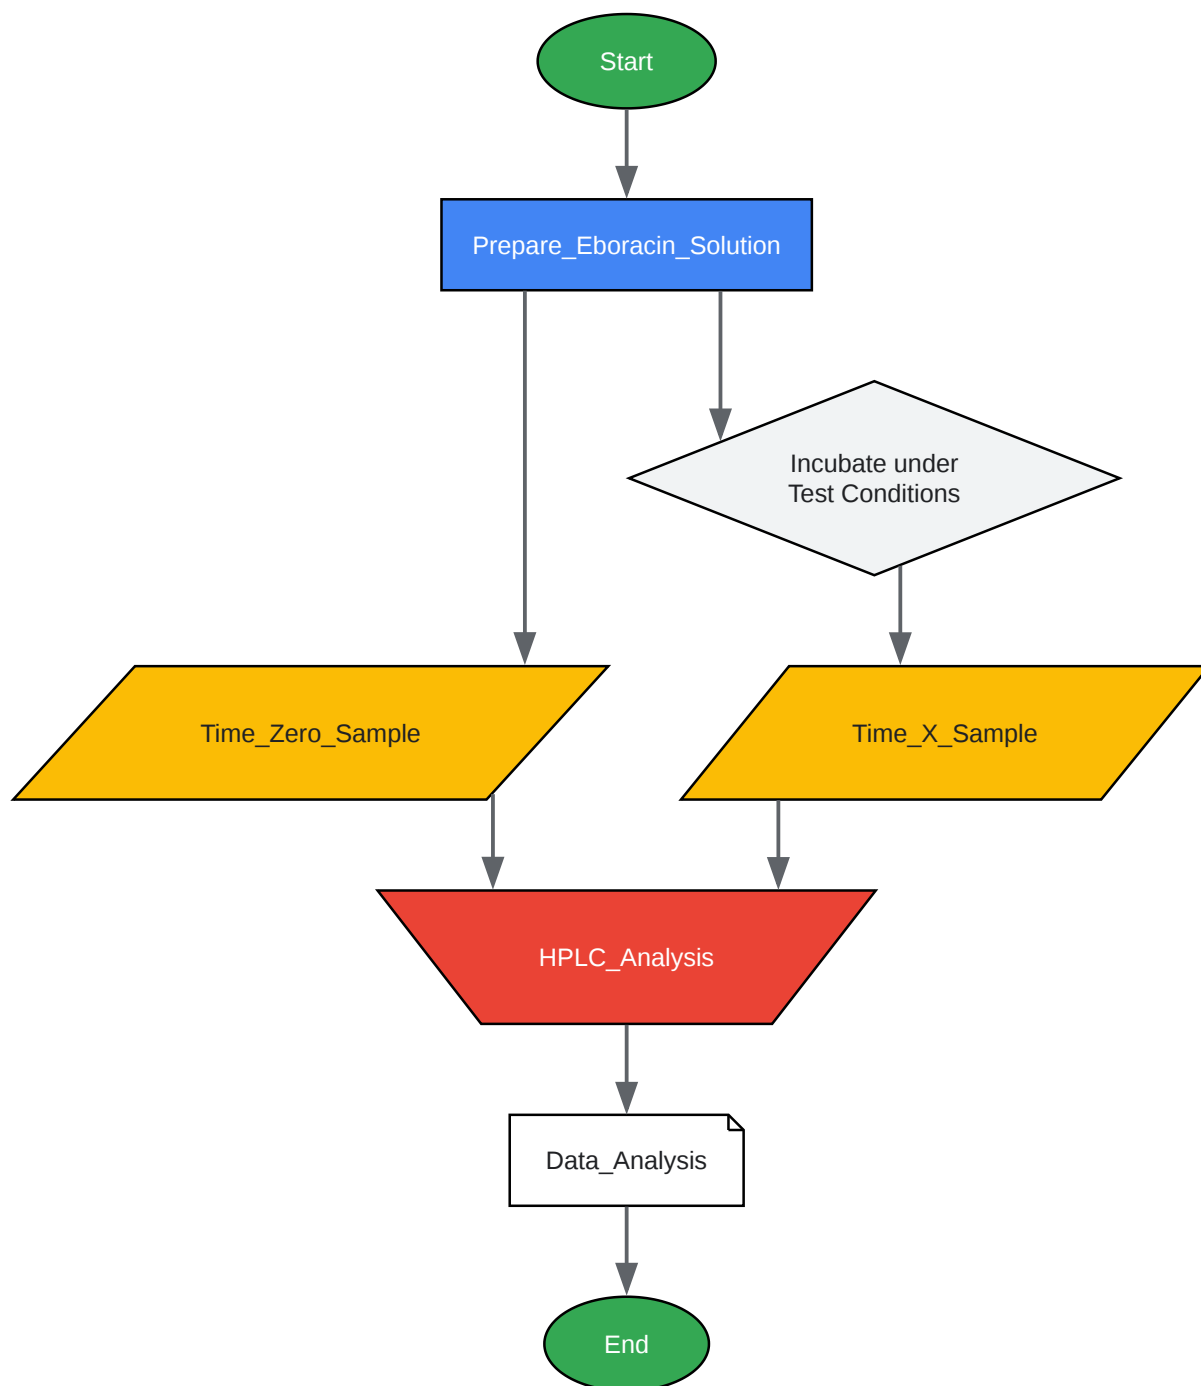 Start
Prepare_Eboracin_Solution
Incubate under
Test Conditions
Time_Zero_Sample
Time_X_Sample
HPLC_Analysis
Data_Analysis
End